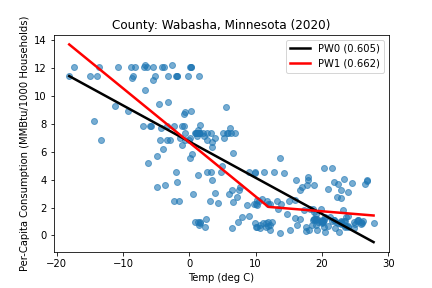 County: Wabasha, Minnesota (2020)
Per-Capita Consumption (MMBtu/1000 Households)
14
12
10
8
6
4
2
0
PW0 (0.605)
PW1 (0.662)
−20 −10 0 10 20 30
Temp (deg C)